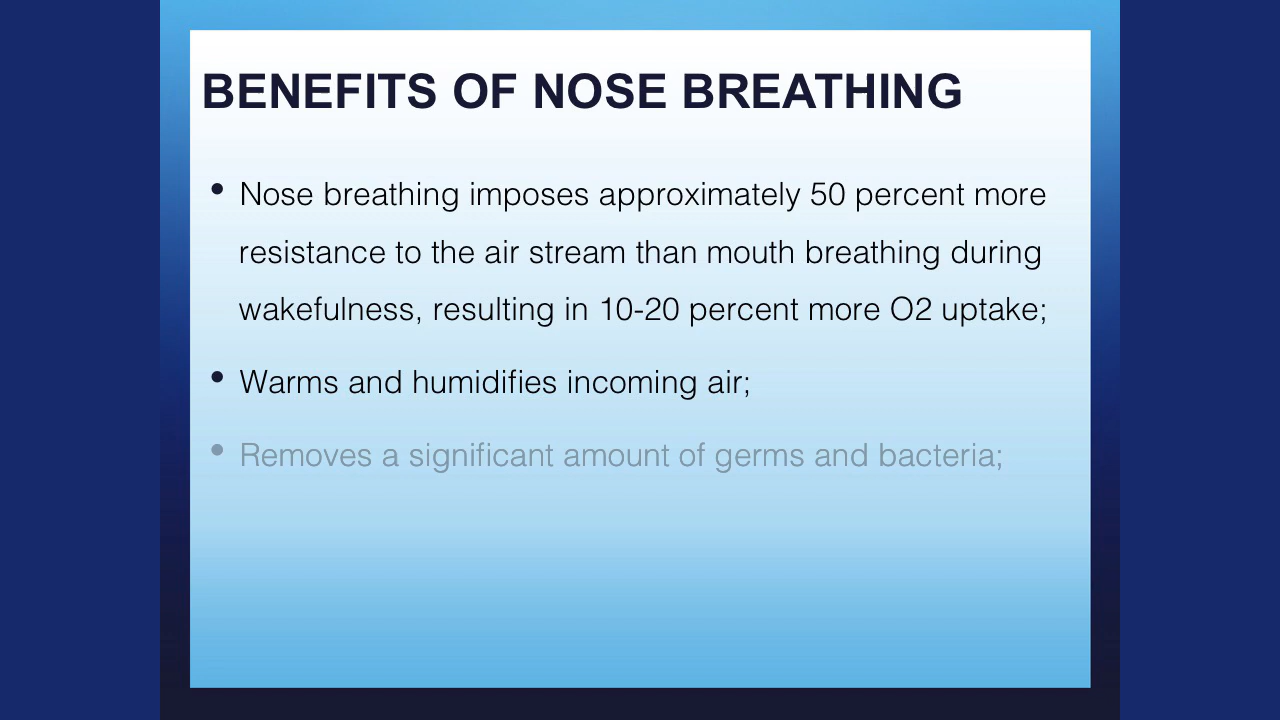 BENEFITS OF NOSE BREATHING
• Nose breathing imposes approximately 50 percent more
resistance to the air stream than mouth breathing during
wakefulness, resulting in 10-20 percent more O2 uptake;
• Warms and humidifies incoming air;
• Removes a significant amount of germs and bacteria;